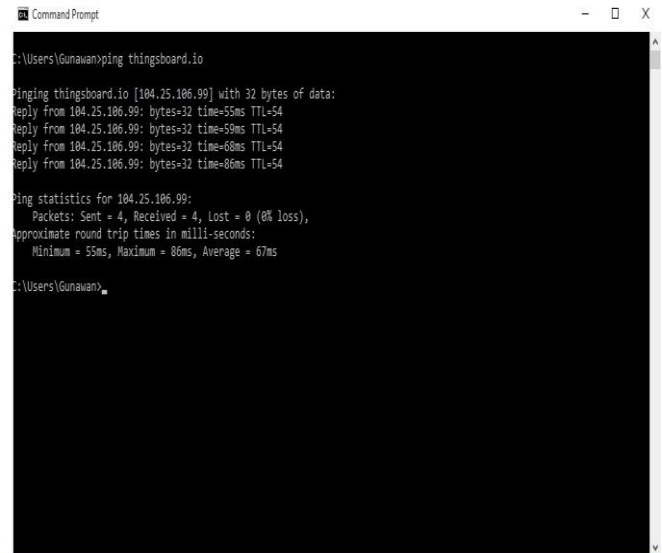 Command Prompt
C:\Users\Gunawan>ping thingsboard.io
Pinging thingsboard.io [104.25.106.99] with 32 bytes of data:
Reply from 104.25.106.99: bytes=32 time=55ms TTL=54
Reply from 104.25.106.99: bytes=32 time=59ms TTL=54
Reply from 104.25.106.99: bytes=32 time=68ms TTL=54
Reply from 104.25.106.99: bytes=32 time=86ms TTL=54
Ping statistics for 104.25.106.99:
Packets: Sent = 4, Received = 4, Lost = 0 (0% loss),
Approximate round trip times in milli-seconds:
Minimum = 55ms, Maximum = 86ms, Average = 67ms
C:\Users\Gunawan>